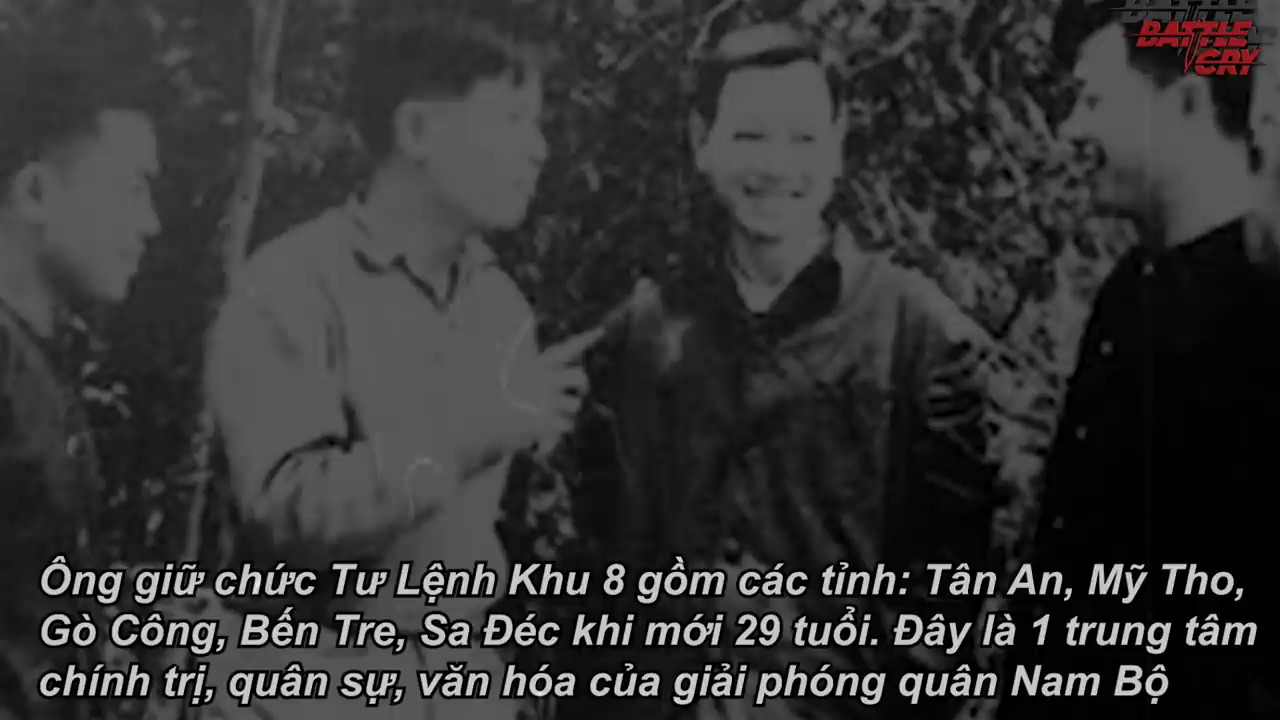 BATTLE
CRY
Ông giữ chức Tư Lệnh Khu 8 gồm các tỉnh: Tân An, Mỹ Tho,
Gò Công, Bến Tre, Sa Đéc khi mới 29 tuổi. Đây là 1 trung tâm
chính trị, quân sự, văn hóa của giải phóng quân Nam Bộ